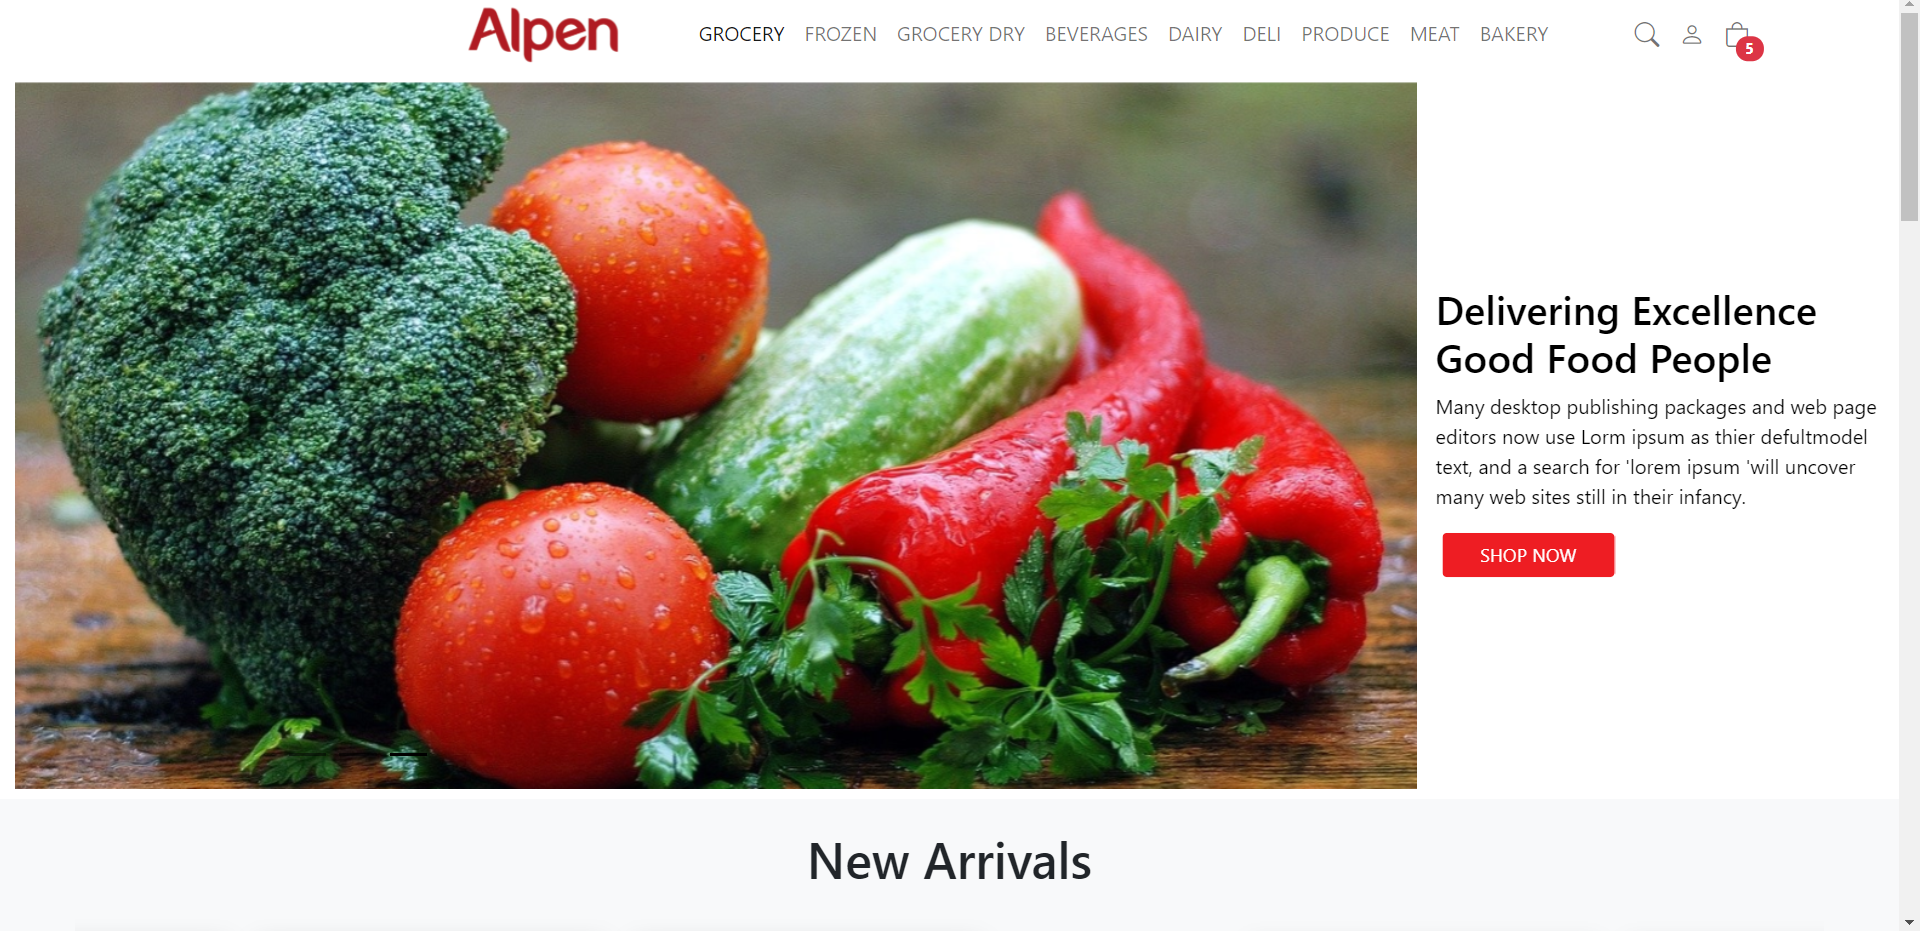 Alpen
GROCERY FROZEN GROCERY DRY BEVERAGES DAIRY DELI PRODUCE MEAT BAKERY
5
Delivering Excellence
Good Food People
Many desktop publishing packages and web page
editors now use Lorm ipsum as thier defultmodel
text, and a search for 'lorem ipsum 'will uncover
many web sites still in their infancy.
SHOP NOW
New Arrivals